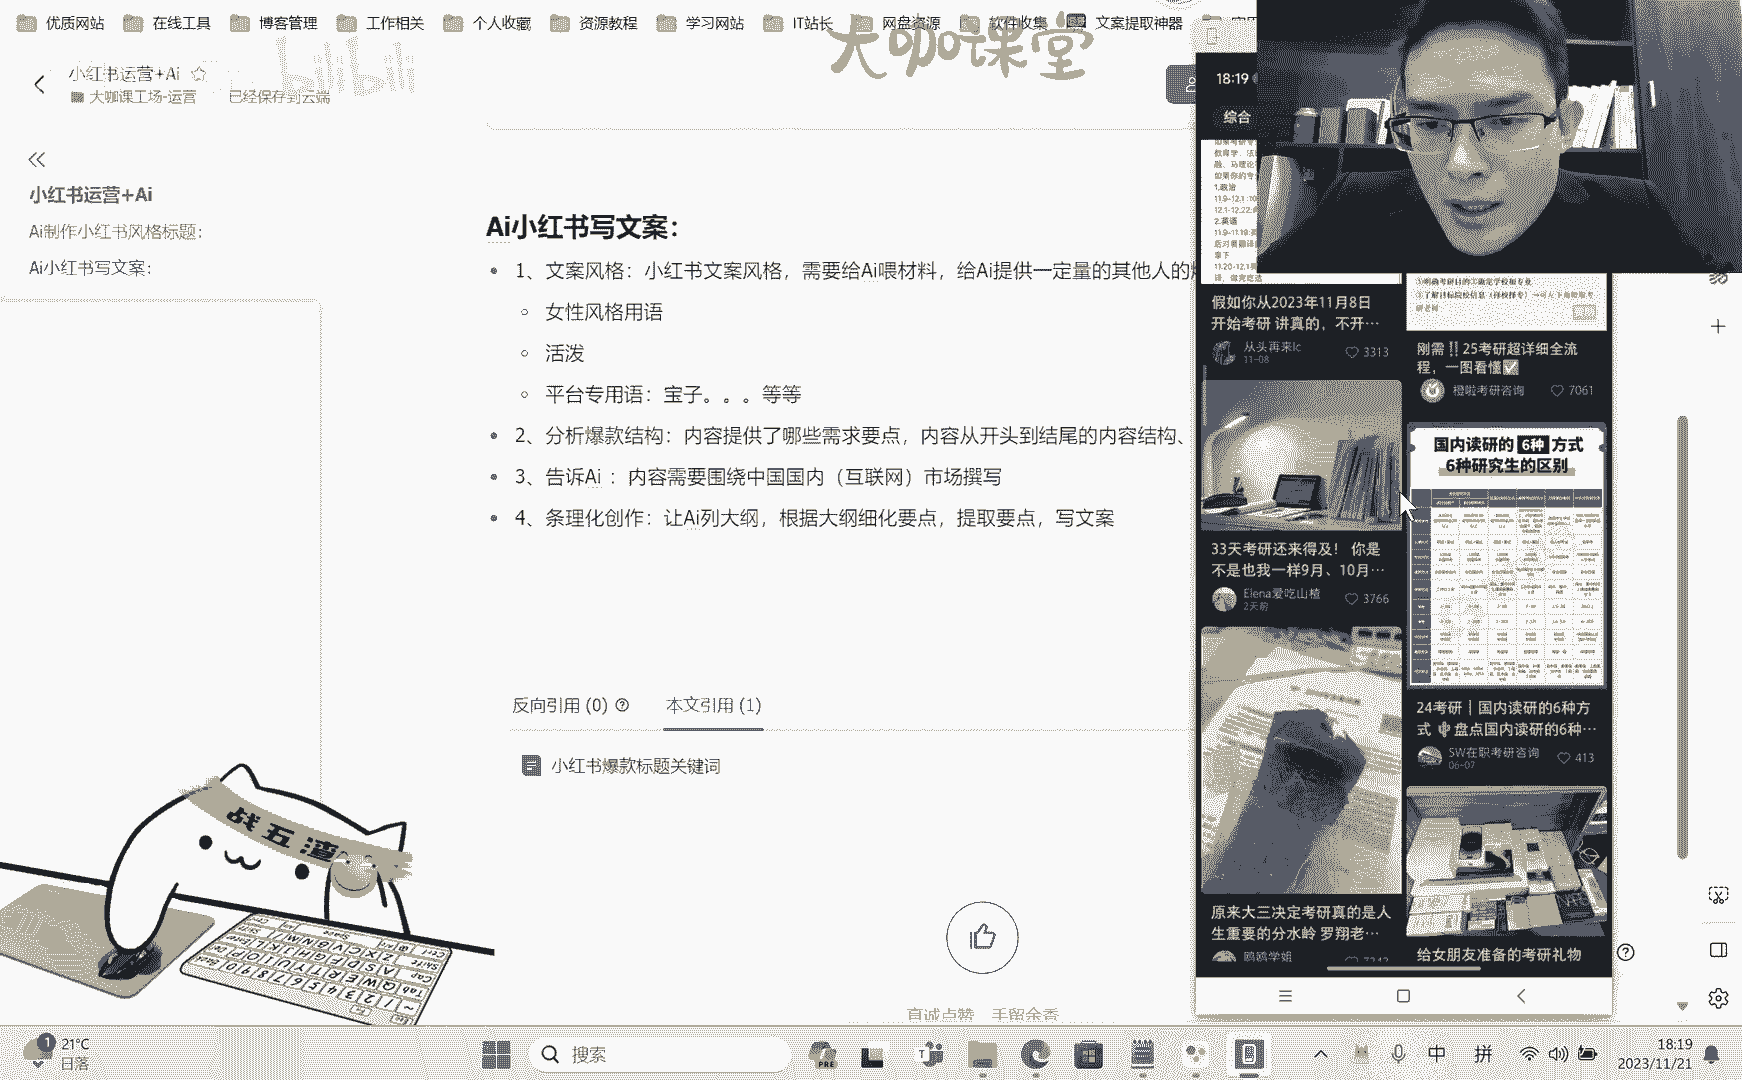 优质网站
在线工具
博客管理
工作相关
个人收藏
资源教程
学习网站
IT站长
网盘资源
软件收集
文案提取神器
大咖课堂
bilibili
小红书运营+Ai
大咖课工场-运营 已经保存到云端
小红书运营+Ai
Ai制作小红书风格标题：
Ai小红书写文案：
Ai小红书写文案：
1、文案风格：小红书文案风格，需要给Ai喂材料，给Ai提供一定量的其他人的
女性风格用语
活泼
平台专用语：宝子。。。等等
2、分析爆款结构：内容提供了哪些需求要点，内容从开头到结尾的内容结构、
3、告诉Ai ：内容需要围绕中国国内（互联网）市场撰写
4、条理化创作：让Ai列大纲，根据大纲细化要点，提取要点，写文案
反向引用 (0)
本文引用 (1)
小红书爆款标题关键词
真诚点赞 手留余香
战五渣
18:19
综合
1.政治
2.英语
假如你从2023年11月8日
开始考研 讲真的，不开…
从头再来lc
11-08
3313
33天考研还来得及！ 你是
不是也我一样9月、10月…
Elena爱吃山楂
2天前
3766
原来大三决定考研真的是人
生重要的分水岭 罗翔老…
鸥鸥学姐
刚需‼️25考研超详细全流
程，一图看懂✅
橙啦考研咨询
7061
国内读研的 6种 方式
6种研究生的区别
24考研｜国内读研的6种方
式 🌵盘点国内读研的6种…
SW在职考研咨询
06-07
413
给女朋友准备的考研礼物
1
21°C
日落
搜索
PRE
中
拼
18:19
2023/11/21